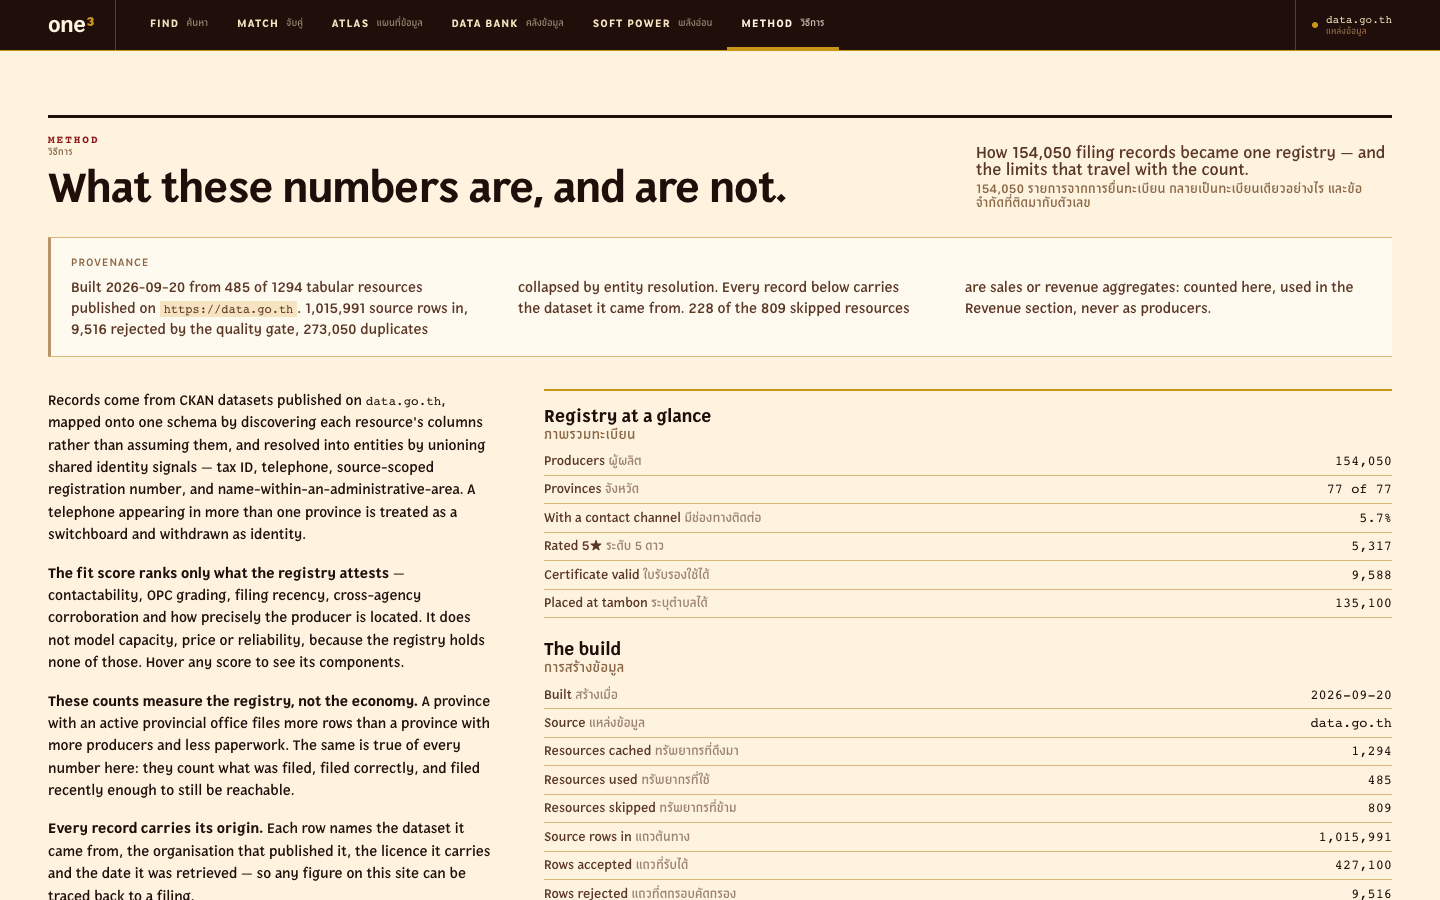 one³
FIND ค้นหา
MATCH จับคู่
ATLAS แผนที่ข้อมูล
DATA BANK คลังข้อมูล
SOFT POWER พลังอ่อน
METHOD วิธีการ
data.go.th
แหล่งข้อมูล
METHOD
วิธีการ
What these numbers are, and are not.
How 154,050 filing records became one registry — and
the limits that travel with the count.
154,050 รายการจากการยื่นทะเบียน กลายเป็นทะเบียนเดียวอย่างไร และข้อ
จำกัดที่ติดมากับตัวเลข
PROVENANCE
Built 2026-09-20 from 485 of 1294 tabular resources
published on https://data.go.th. 1,015,991 source rows in,
9,516 rejected by the quality gate, 273,050 duplicates
collapsed by entity resolution. Every record below carries
the dataset it came from. 228 of the 809 skipped resources
are sales or revenue aggregates: counted here, used in the
Revenue section, never as producers.
Records come from CKAN datasets published on data.go.th,
mapped onto one schema by discovering each resource's columns
rather than assuming them, and resolved into entities by unioning
shared identity signals — tax ID, telephone, source-scoped
registration number, and name-within-an-administrative-area. A
telephone appearing in more than one province is treated as a
switchboard and withdrawn as identity.
The fit score ranks only what the registry attests —
contactability, OPC grading, filing recency, cross-agency
corroboration and how precisely the producer is located. It does
not model capacity, price or reliability, because the registry holds
none of those. Hover any score to see its components.
These counts measure the registry, not the economy. A province
with an active provincial office files more rows than a province with
more producers and less paperwork. The same is true of every
number here: they count what was filed, filed correctly, and filed
recently enough to still be reachable.
Every record carries its origin. Each row names the dataset it
came from, the organisation that published it, the licence it carries
and the date it was retrieved — so any figure on this site can be
traced back to a filing.
Registry at a glance
ภาพรวมทะเบียน
Producers ผู้ผลิต 154,050
Provinces จังหวัด 77 of 77
With a contact channel มีช่องทางติดต่อ 5.7%
Rated 5★ ระดับ 5 ดาว 5,317
Certificate valid ใบรับรองใช้ได้ 9,588
Placed at tambon ระบุตำบลได้ 135,100
The build
การสร้างข้อมูล
Built สร้างเมื่อ 2026-09-20
Source แหล่งข้อมูล data.go.th
Resources cached ทรัพยากรที่ดึงมา 1,294
Resources used ทรัพยากรที่ใช้ 485
Resources skipped ทรัพยากรที่ข้าม 809
Source rows in แถวต้นทาง 1,015,991
Rows accepted แถวที่รับได้ 427,100
Rows rejected แถวที่ตกรอบคัดกรอง 9,516